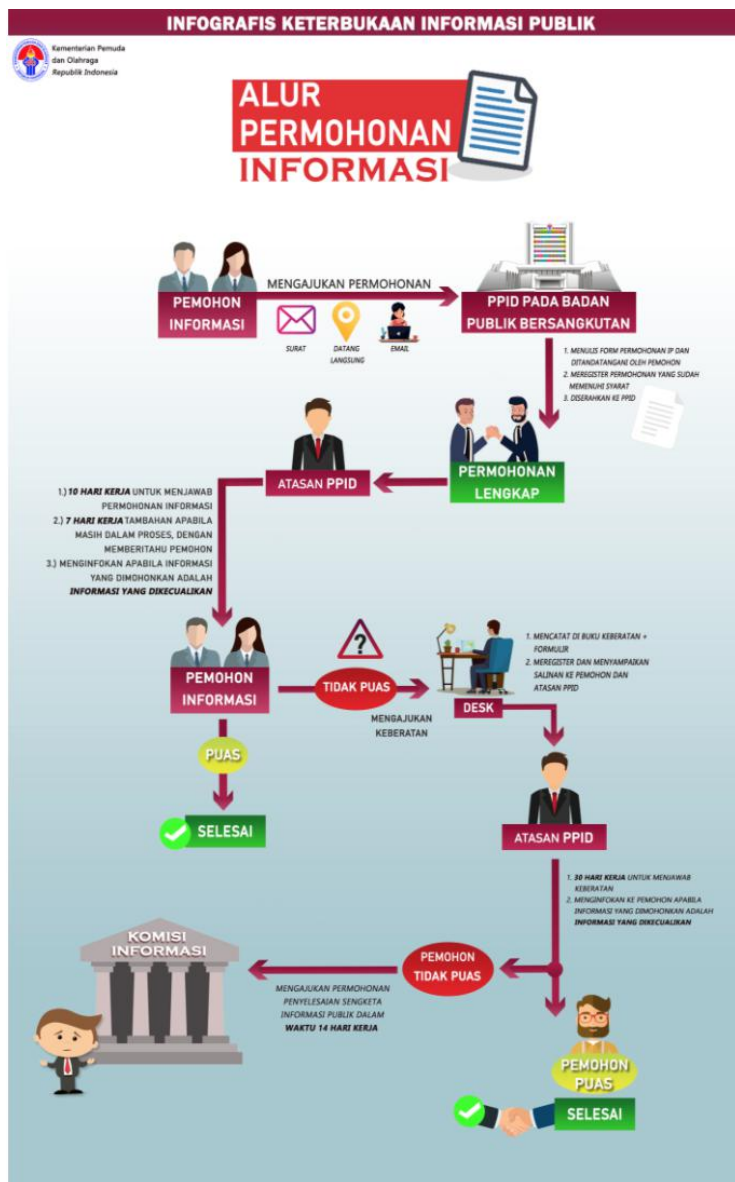 INFOGRAFIS KETERBUKAAN INFORMASI PUBLIK
Kementerian Pemuda
dan Olahraga
Republik Indonesia
ALUR
PERMOHONAN
INFORMASI
PEMOHON
INFORMASI
MENGAJUKAN PERMOHONAN
SURAT
DATANG
LANGSUNG
EMAIL
PPID PADA BADAN
PUBLIK BERSANGKUTAN
1. MENULIS FORM PERMOHONAN IP DAN
DITANDATANGANI OLEH PEMOHON
2. MEREGISTER PERMOHONAN YANG SUDAH
MEMENUHI SYARAT
3. DISERAHKAN KE PPID
PERMOHONAN
LENGKAP
ATASAN PPID
1.) 10 HARI KERJA UNTUK MENJAWAB
PERMOHONAN INFORMASI
2.) 7 HARI KERJA TAMBAHAN APABILA
MASIH DALAM PROSES, DENGAN
MEMBERITAHU PEMOHON
3.) MENGINFOKAN APABILA INFORMASI
YANG DIMOHONKAN ADALAH
INFORMASI YANG DIKECUALIKAN
PEMOHON
INFORMASI
?
TIDAK PUAS
MENGAJUKAN
KEBERATAN
DESK
1. MENCATAT DI BUKU KEBERATAN +
FORMULIR
2. MEREGISTER DAN MENYAMPAIKAN
SALINAN KE PEMOHON DAN
ATASAN PPID
PUAS
SELESAI
ATASAN PPID
1. 30 HARI KERJA UNTUK MENJAWAB
KEBERATAN
2. MENGINFOKAN KE PEMOHON APABILA
INFORMASI YANG DIMOHONKAN ADALAH
INFORMASI YANG DIKECUALIKAN
PEMOHON
TIDAK PUAS
MENGAJUKAN PERMOHONAN
PENYELESAIAN SENGKETA
INFORMASI PUBLIK DALAM
WAKTU 14 HARI KERJA
KOMISI
INFORMASI
PEMOHON
PUAS
SELESAI